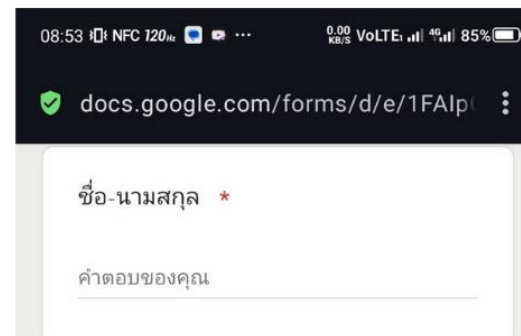 08:53 NFC 120Hz ... 0.00 KB/S VoLTE1 4G 85%
docs.google.com/forms/d/e/1FAIp
ชื่อ-นามสกุล *
คำตอบของคุณ